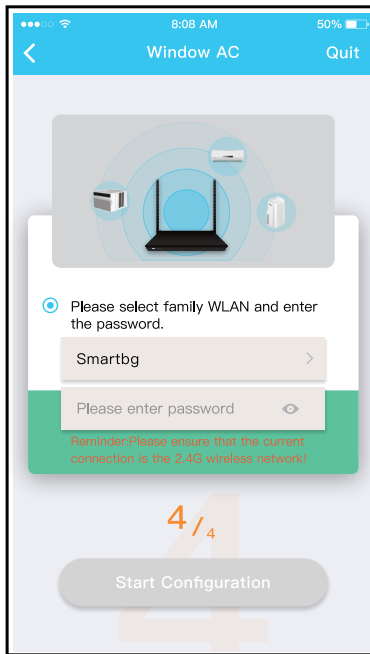 8:08 AM
50%
Window AC
Quit
Please select family WLAN and enter
the password.
Smartbg
Please enter password
Reminder:Please ensure that the current
connection is the 2.4G wireless network!
4/4
4
Start Configuration